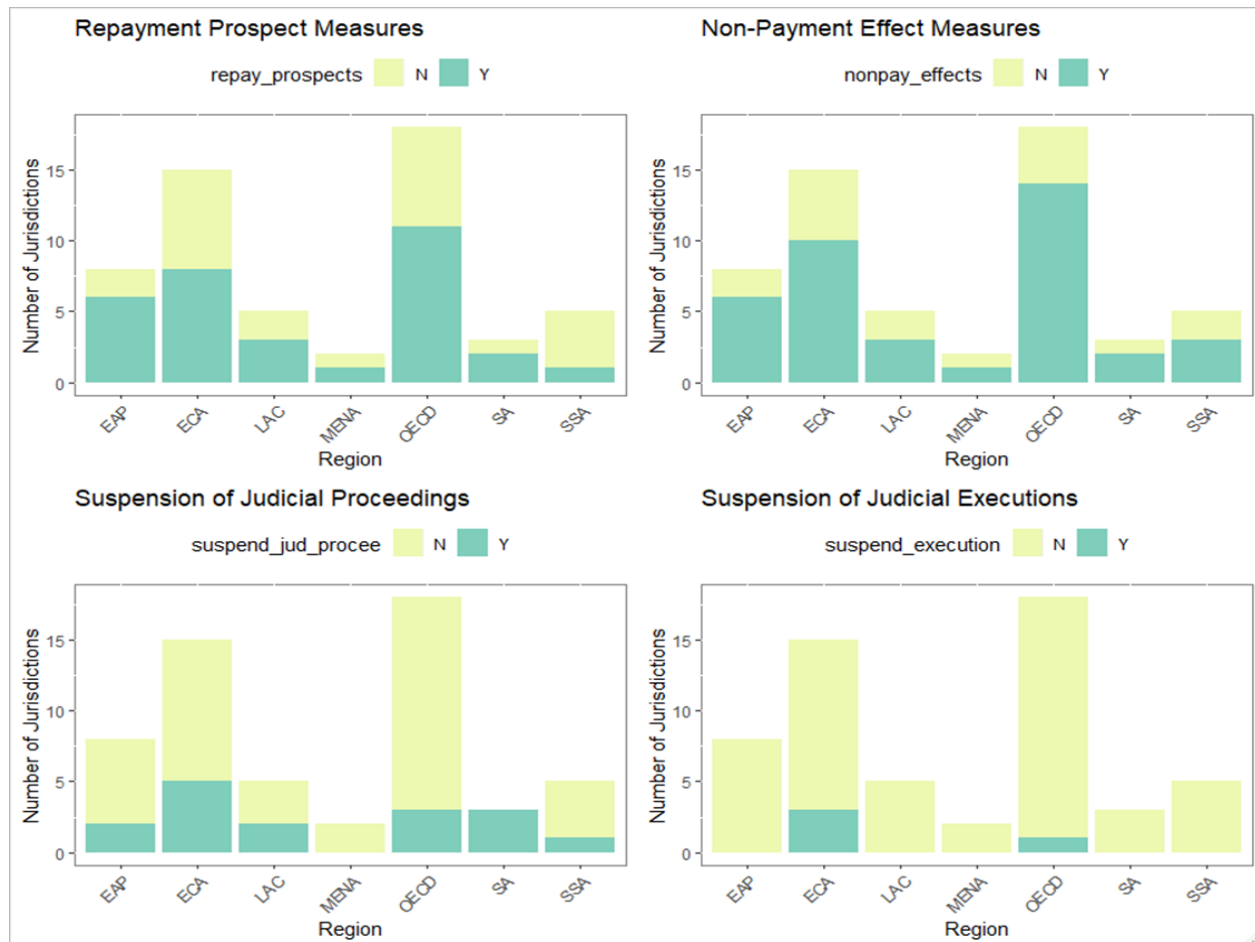 Repayment Prospect Measures
repay_prospects N Y
Number of Jurisdictions
15
10
5
0
EAP ECA LAC MENA OECD SA SSA
Region
Non-Payment Effect Measures
nonpay_effects N Y
Number of Jurisdictions
15
10
5
0
EAP ECA LAC MENA OECD SA SSA
Region
Suspension of Judicial Proceedings
suspend_jud_procee N Y
Number of Jurisdictions
15
10
5
0
EAP ECA LAC MENA OECD SA SSA
Region
Suspension of Judicial Executions
suspend_execution N Y
Number of Jurisdictions
15
10
5
0
EAP ECA LAC MENA OECD SA SSA
Region